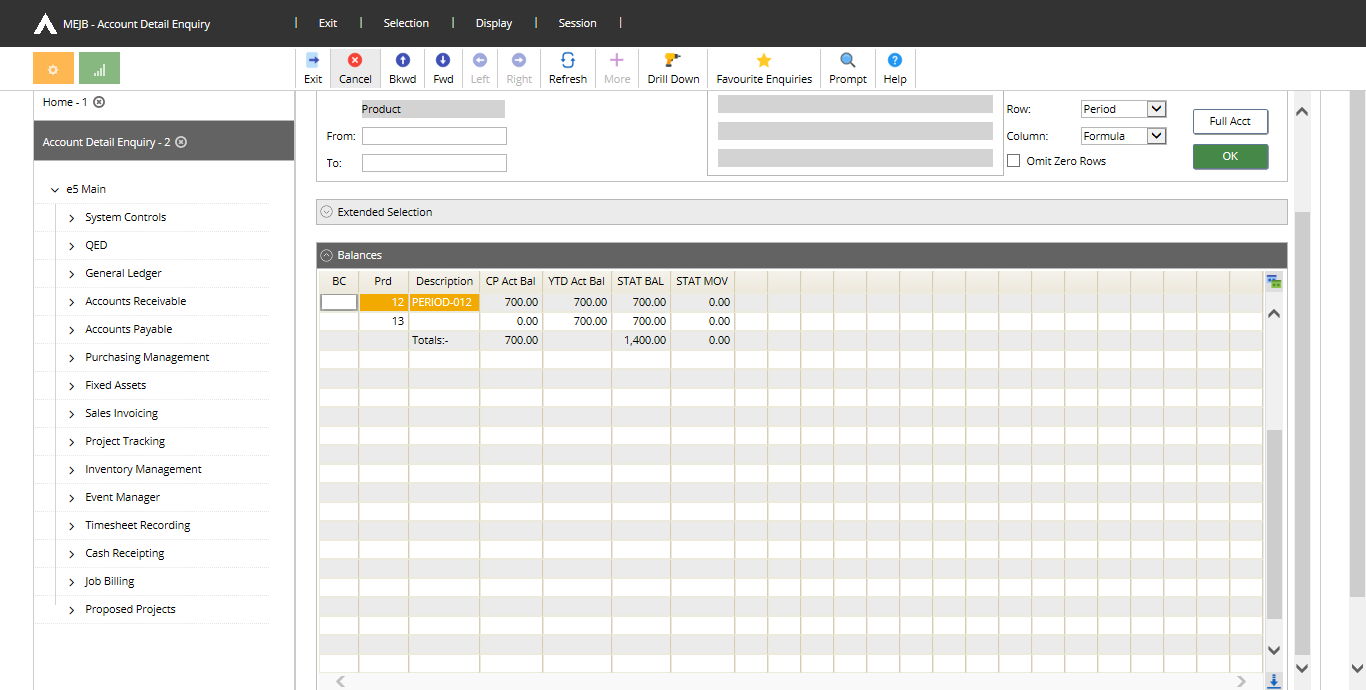 MEJB - Account Detail Enquiry
Exit
Selection
Display
Session
Exit
Cancel
Bkwd
Fwd
Left
Right
Refresh
More
Drill Down
Favourite Enquiries
Prompt
Help
Home - 1
Account Detail Enquiry - 2
e5 Main
System Controls
QED
General Ledger
Accounts Receivable
Accounts Payable
Purchasing Management
Fixed Assets
Sales Invoicing
Project Tracking
Inventory Management
Event Manager
Timesheet Recording
Cash Receipting
Job Billing
Proposed Projects
Product
From:
To:
Row: Period
Column: Formula
Omit Zero Rows
Full Acct
OK
Extended Selection
Balances
BC Prd Description CP Act Bal YTD Act Bal STAT BAL STAT MOV
12 PERIOD-012 700.00 700.00 700.00 0.00
13 0.00 700.00 700.00 0.00
Totals:- 700.00 1,400.00 0.00